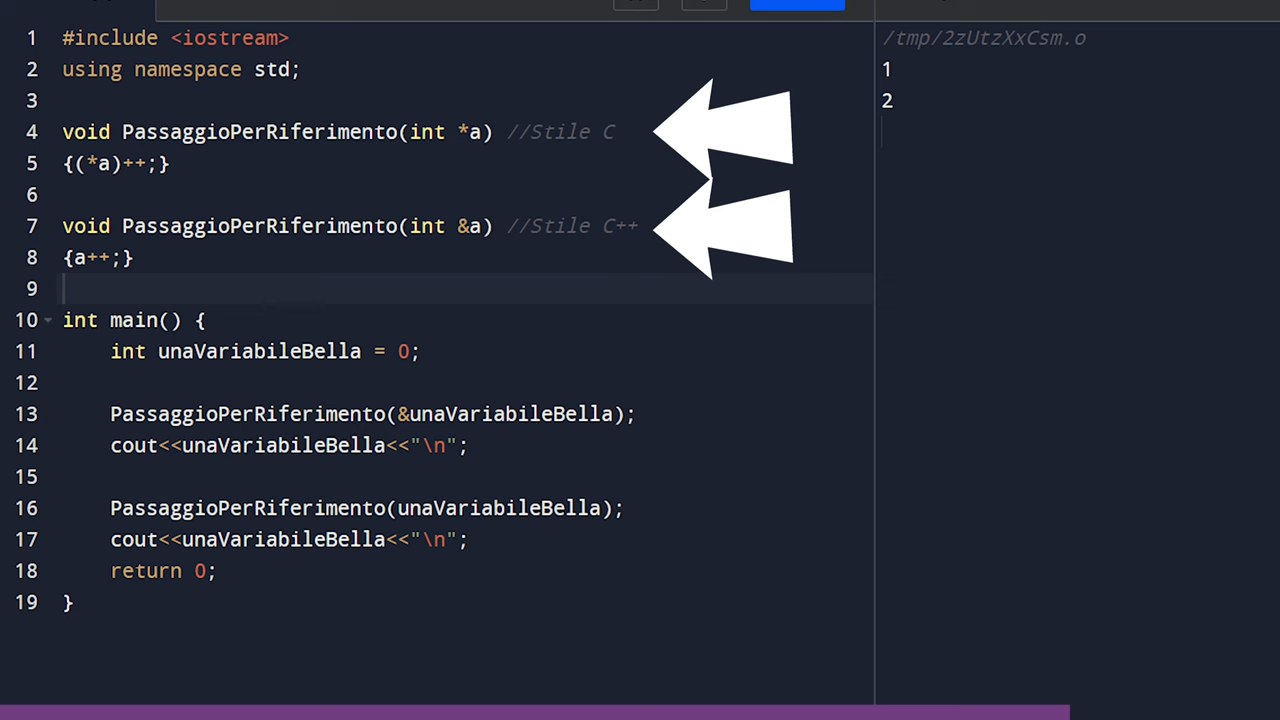 1 #include <iostream>
2 using namespace std;
3
4 void PassaggioPerRiferimento(int *a) //Stile C
5 {(*a)++;}
6
7 void PassaggioPerRiferimento(int &a) //Stile C++
8 {a++;}
9
10 int main() {
11 int unaVariabileBella = 0;
12
13 PassaggioPerRiferimento(&unaVariabileBella);
14 cout<<unaVariabileBella<<"\n";
15
16 PassaggioPerRiferimento(unaVariabileBella);
17 cout<<unaVariabileBella<<"\n";
18 return 0;
19 }
/tmp/2zUtzXxCsm.o
1
2